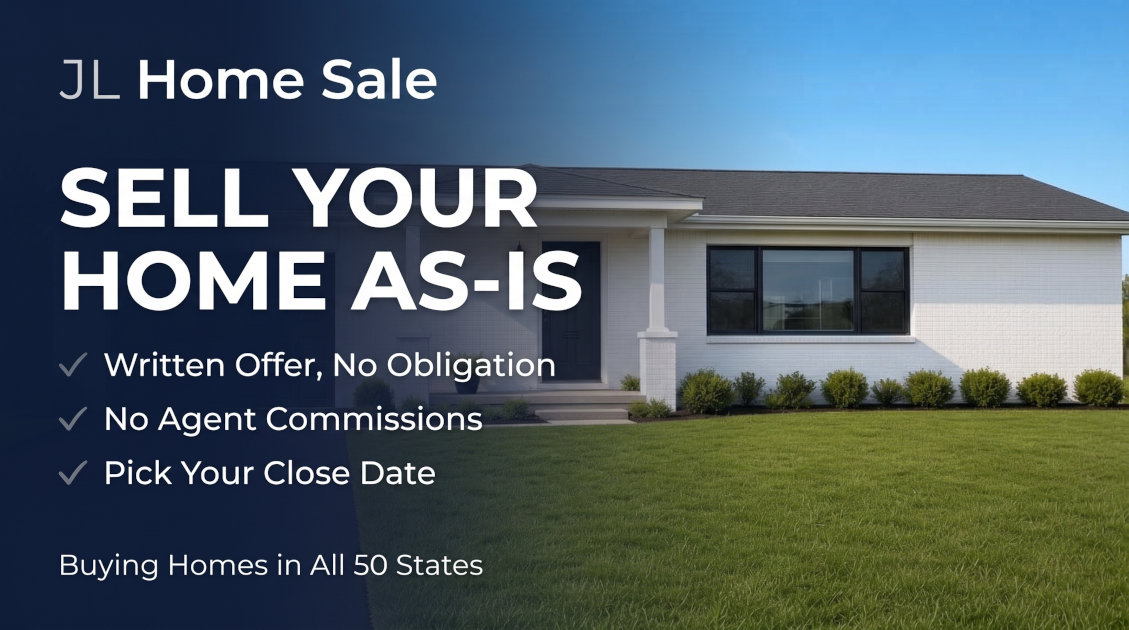 JL Home Sale
SELL YOUR
HOME AS-IS
Written Offer, No Obligation
No Agent Commissions
Pick Your Close Date
Buying Homes in All 50 States